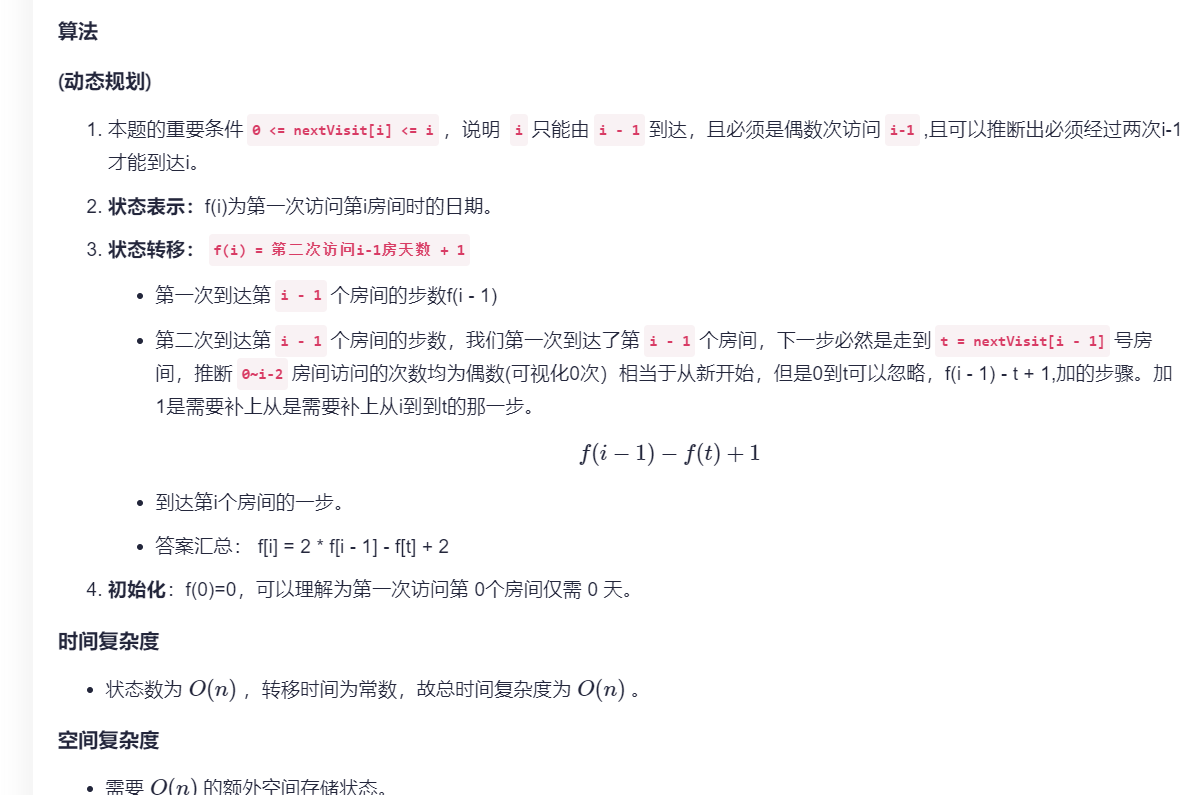 算法
(动态规划)
1. 本题的重要条件 0 <= nextVisit[i] <= i ，说明 i 只能由 i - 1 到达，且必须是偶数次访问 i-1 ,且可以推断出必须经过两次i-1
才能到达i。
2. 状态表示：f(i)为第一次访问第i房间时的日期。
3. 状态转移： f(i) = 第二次访问i-1房天数 + 1
• 第一次到达第 i - 1 个房间的步数f(i - 1)
• 第二次到达第 i - 1 个房间的步数，我们第一次到达了第 i - 1 个房间，下一步必然是走到 t = nextVisit[i - 1] 号房
间，推断 0~i-2 房间访问的次数均为偶数(可视化0次）相当于从新开始，但是0到t可以忽略，f(i - 1) - t + 1,加的步骤。加
1是需要补上从是需要补上从i到到t的那一步。
f(i − 1) − f(t) + 1
• 到达第i个房间的一步。
• 答案汇总： f[i] = 2 * f[i - 1] - f[t] + 2
4. 初始化：f(0)=0，可以理解为第一次访问第 0个房间仅需 0 天。
时间复杂度
• 状态数为 O(n) ，转移时间为常数，故总时间复杂度为 O(n) 。
空间复杂度
• 需要 O(n) 的额外空间存储状态。